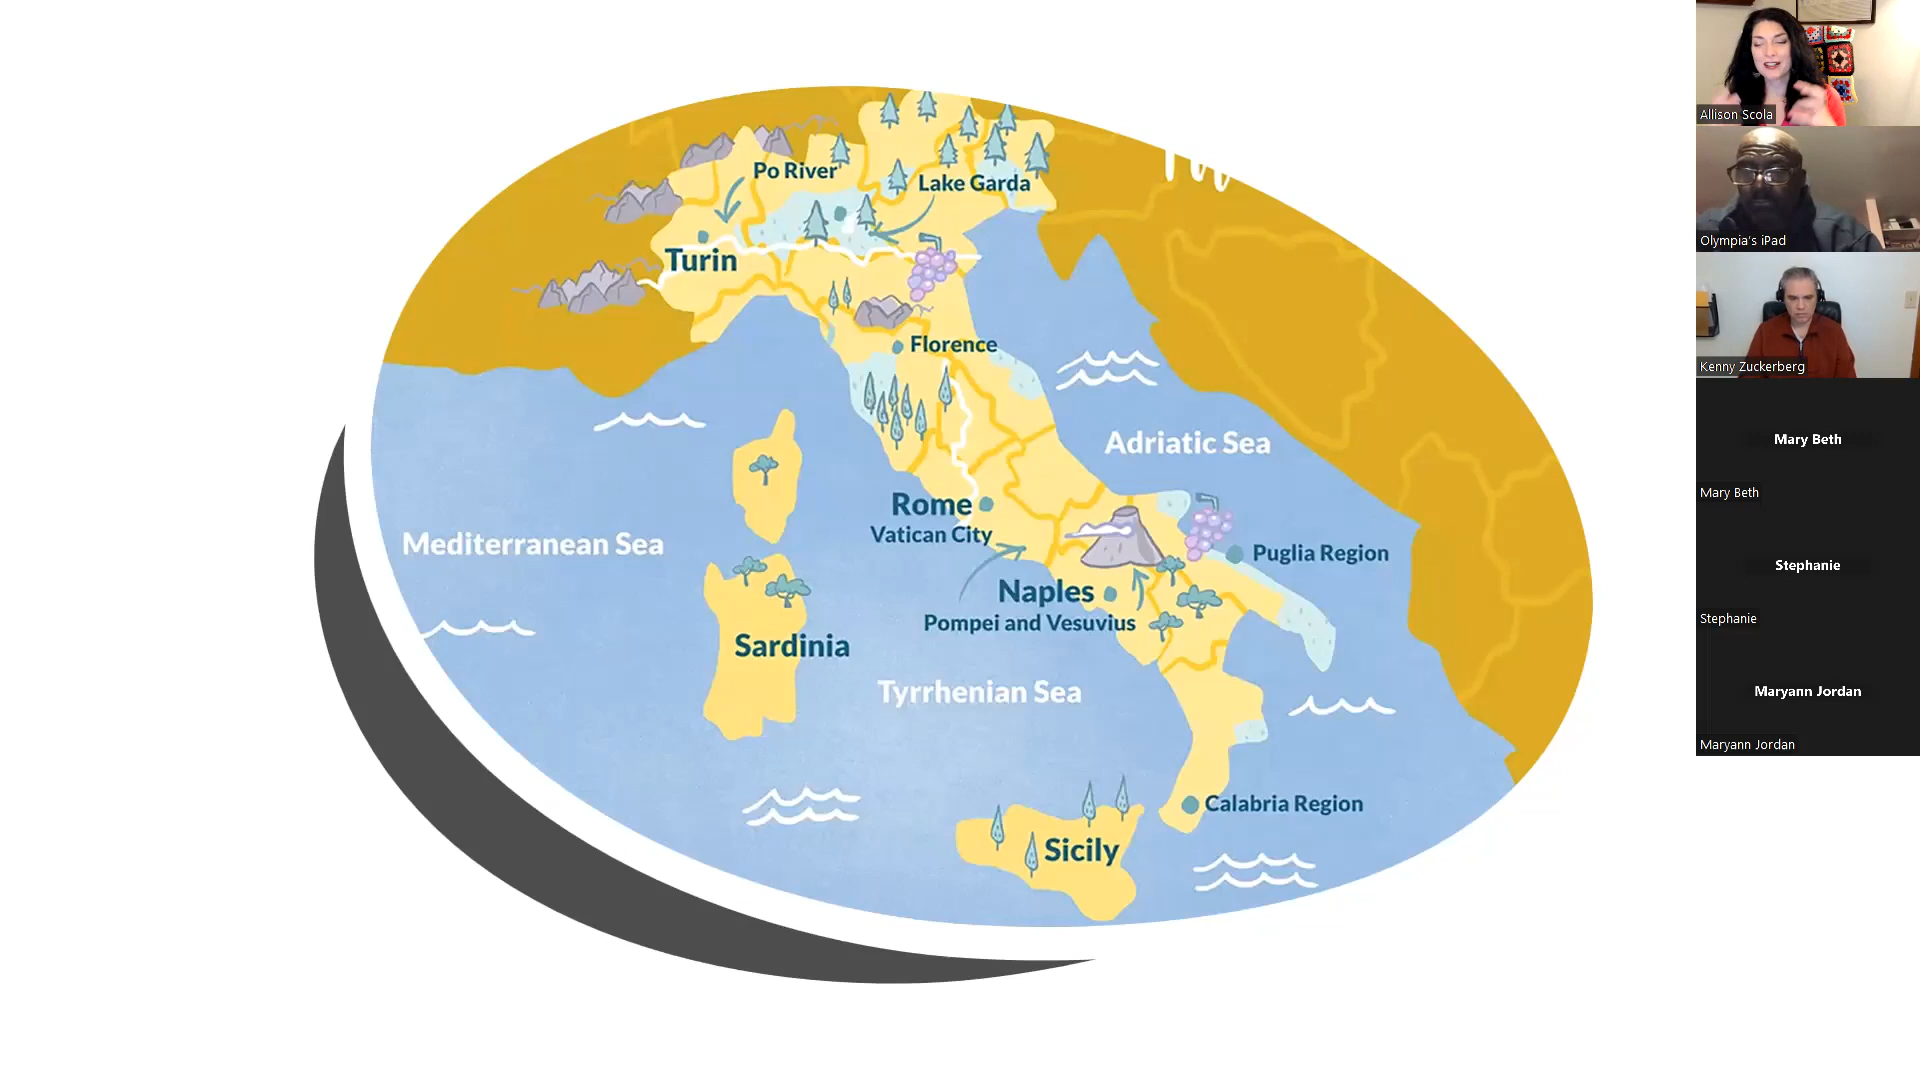 Po River
Lake Garda
Turin
Florence
Adriatic Sea
Rome
Vatican City
Mediterranean Sea
Puglia Region
Naples
Pompei and Vesuvius
Sardinia
Tyrrhenian Sea
Calabria Region
Sicily
Allison Scola
Olympia's iPad
Kenny Zuckerberg
Mary Beth
Mary Beth
Stephanie
Stephanie
Maryann Jordan
Maryann Jordan